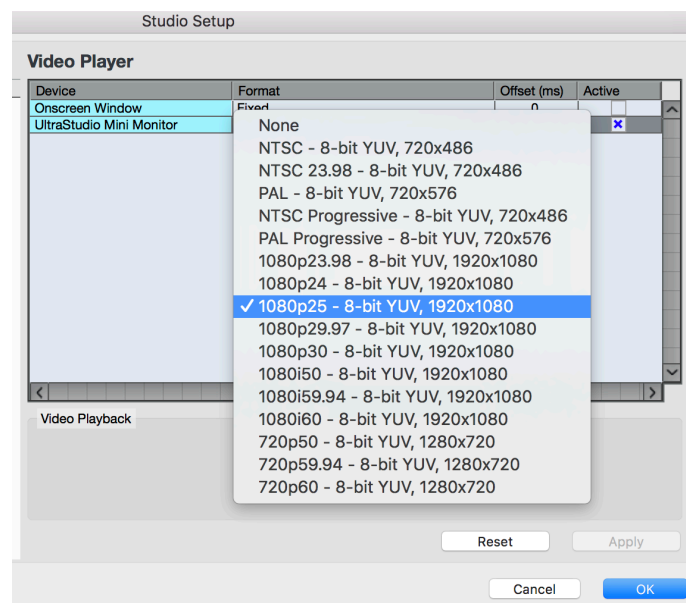 Studio Setup
Video Player
Device Format Offset (ms) Active
Onscreen Window Fixed 0
UltraStudio Mini Monitor
None
NTSC - 8-bit YUV, 720x486
NTSC 23.98 - 8-bit YUV, 720x486
PAL - 8-bit YUV, 720x576
NTSC Progressive - 8-bit YUV, 720x486
PAL Progressive - 8-bit YUV, 720x576
1080p23.98 - 8-bit YUV, 1920x1080
1080p24 - 8-bit YUV, 1920x1080
✓ 1080p25 - 8-bit YUV, 1920x1080
1080p29.97 - 8-bit YUV, 1920x1080
1080p30 - 8-bit YUV, 1920x1080
1080i50 - 8-bit YUV, 1920x1080
1080i59.94 - 8-bit YUV, 1920x1080
1080i60 - 8-bit YUV, 1920x1080
720p50 - 8-bit YUV, 1280x720
720p59.94 - 8-bit YUV, 1280x720
720p60 - 8-bit YUV, 1280x720
Video Playback
Reset Apply
Cancel OK